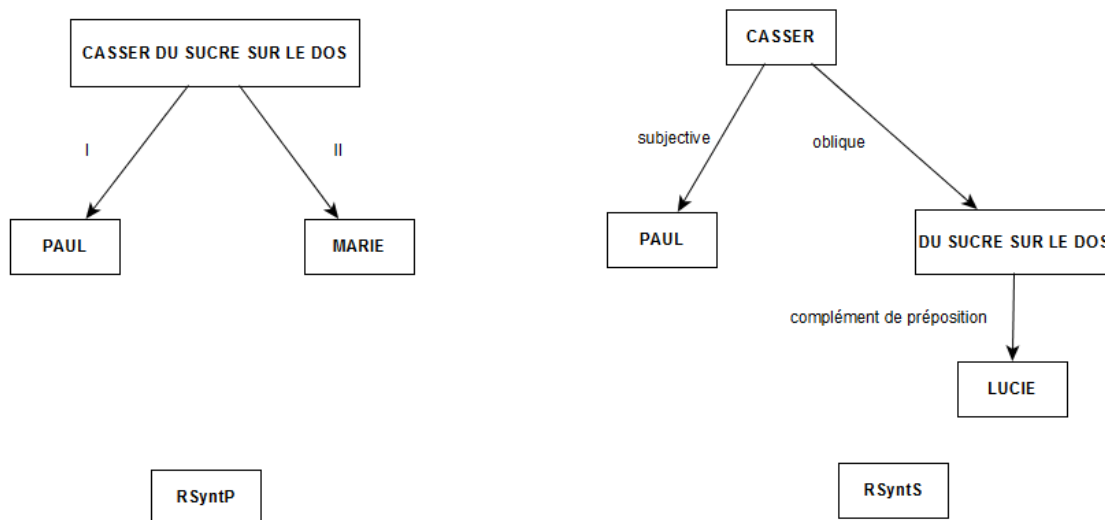 CASSER DU SUCRE SUR LE DOS
I
II
PAUL
MARIE
RSyntP
CASSER
subjective
oblique
PAUL
DU SUCRE SUR LE DOS
complément de préposition
LUCIE
RSyntS